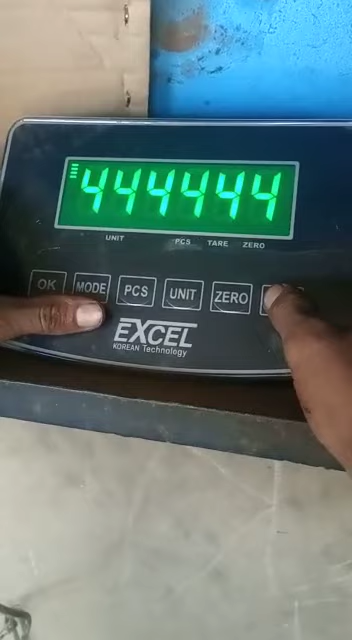 444444
UNIT PCS TARE ZERO
OK MODE PCS UNIT ZERO
EXCEL
KOREAN Technology